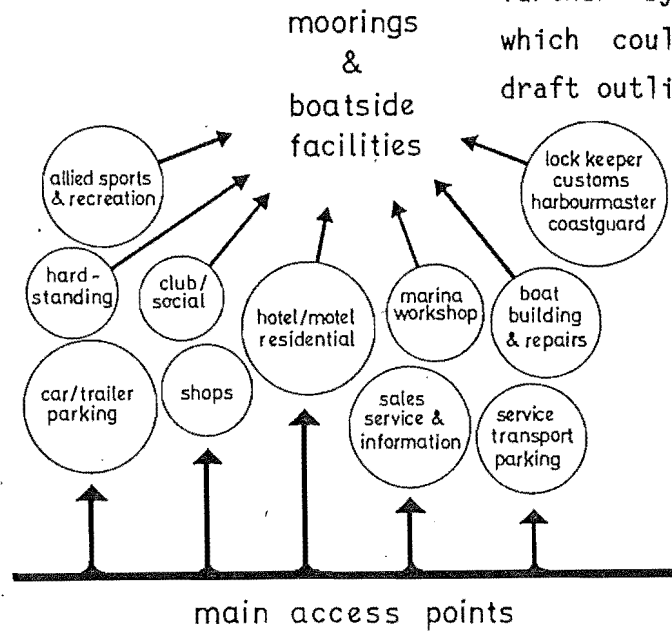 moorings
&
boatside
facilities
which
draft
allied sports
& recreation
lock keeper
customs
harbourmaster
coastguard
hard-
standing
club/
social
hotel/motel
residential
marina
workshop
boat
building
& repairs
car/trailer
parking
shops
sales
service &
information
service
transport
parking
main access points